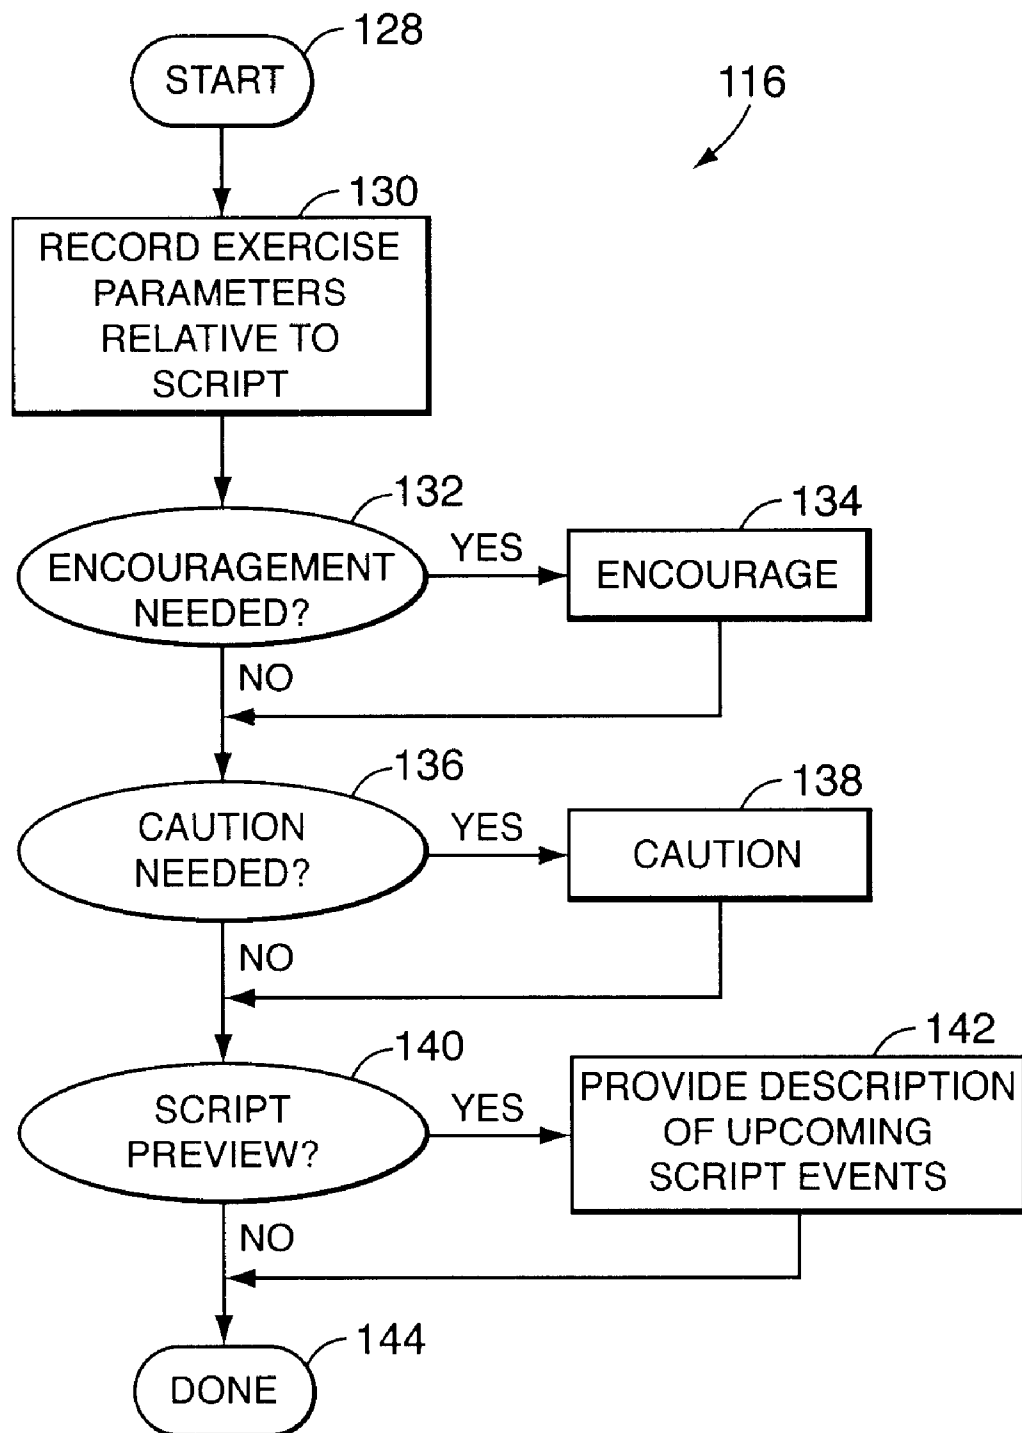 128
START
116
130
RECORD EXERCISE
PARAMETERS
RELATIVE TO
SCRIPT
132
ENCOURAGEMENT
NEEDED?
YES
134
ENCOURAGE
NO
136
CAUTION
NEEDED?
YES
138
CAUTION
NO
140
SCRIPT
PREVIEW?
YES
142
PROVIDE DESCRIPTION
OF UPCOMING
SCRIPT EVENTS
NO
144
DONE